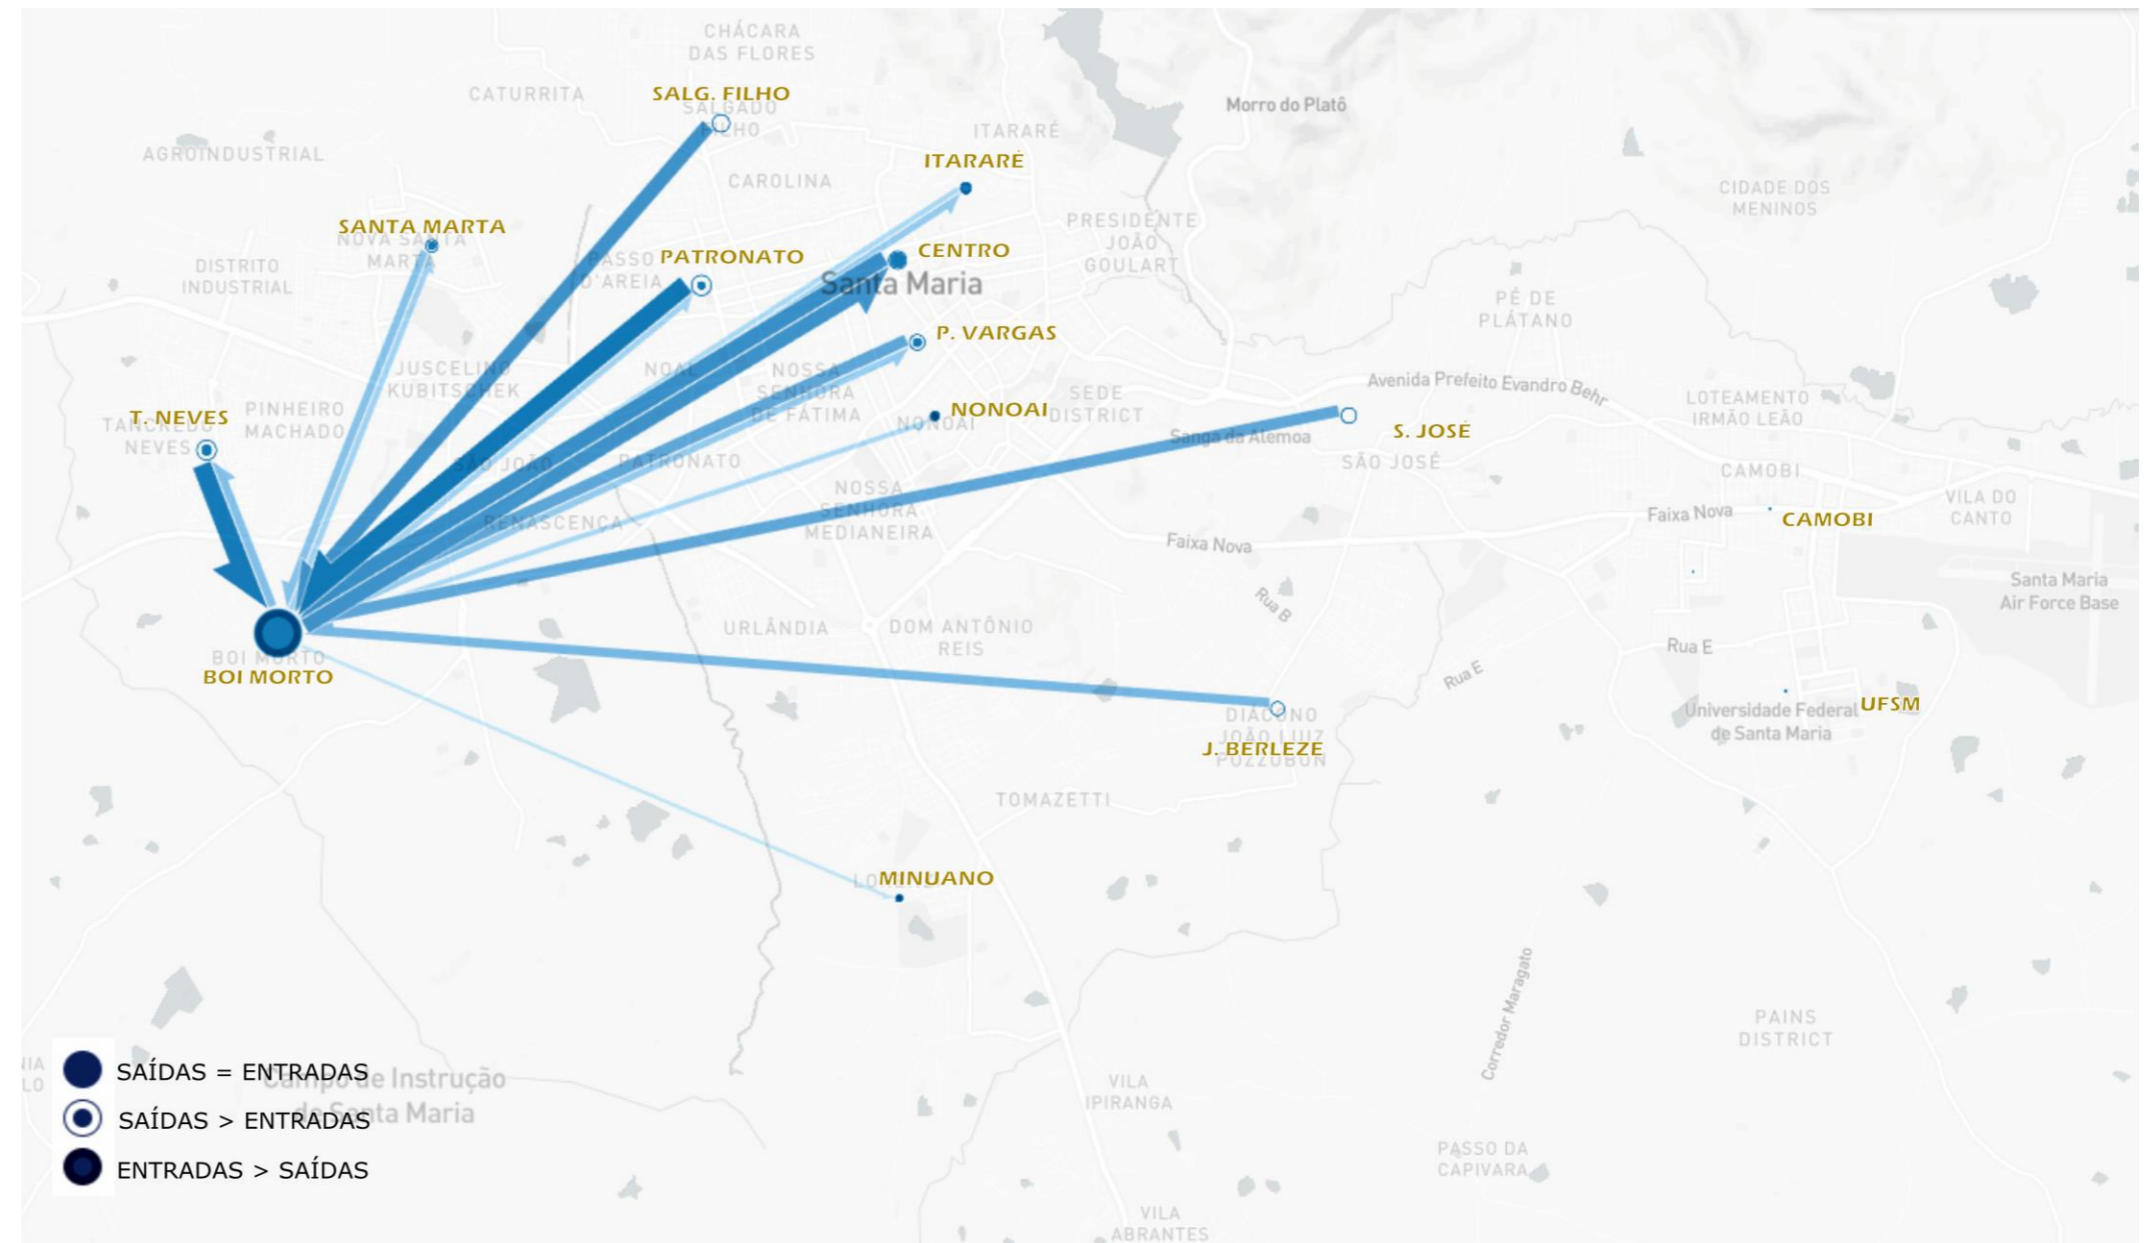 CHÁCARA
DAS FLORES
CATURRITA
SALG. FILHO
SALGADO
FILHO
Morro do Platô
ITARARÉ
AGROINDUSTRIAL
ITARARÉ
CAROLINA
CIDADE DOS
MENINOS
PRESIDENTE
JOÃO
GOULART
SANTA MARTA
NOVA SANTA
MARTA
PATRONATO
PASSO
D'AREIA
CENTRO
Santa Maria
DISTRITO
INDUSTRIAL
PÉ DE
PLÁTANO
P. VARGAS
JUSCELINO
KUBITSCHEK
NOAL
NOSSA
SENHORA
DE FÁTIMA
Avenida Prefeito Evandro Behr
SEDE
DISTRICT
LOTEAMENTO
IRMÃO LEÃO
T. NEVES
TANCREDO
NEVES
PINHEIRO
MACHADO
NONOAI
NONOAI
S. JOSÉ
Sanga da Alemoa
SÃO JOSÉ
SÃO JOÃO
PATRONATO
CAMOBI
NOSSA
SENHORA
MEDIANEIRA
RENASCENÇA
Faixa Nova
CAMOBI
VILA DO
CANTO
Faixa Nova
Santa Maria
Air Force Base
Rua B
URLÂNDIA
DOM ANTÔNIO
REIS
Rua E
BOI MORTO
BOI MORTO
Rua E
UFSM
Universidade Federal
de Santa Maria
DIÁCONO
JOÃO LUIZ
POZZOBON
J. BERLEZE
TOMAZETTI
MINUANO
Corredor Maragato
PAINS
DISTRICT
SAÍDAS = ENTRADAS
Campo de Instrução
de Santa Maria
SAÍDAS > ENTRADAS
ENTRADAS > SAÍDAS
VILA
IPIRANGA
PASSO DA
CAPIVARA
VILA
ABRANTES